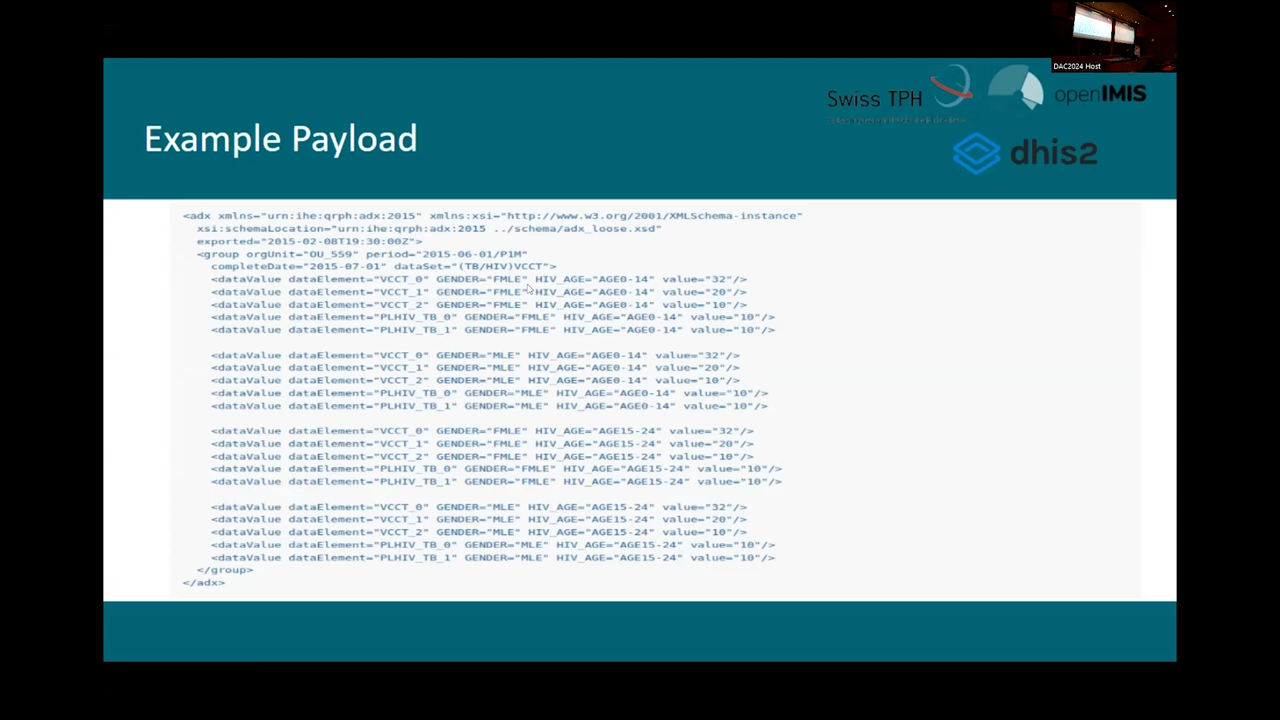 DAC2024 Host
Swiss TPH
openIMIS
dhis2
Example Payload
<adx xmlns="urn:ihe:qrph:adx:2015" xmlns:xsi="http://www.w3.org/2001/XMLSchema-instance"
xsi:schemaLocation="urn:ihe:qrph:adx:2015 ../schema/adx_loose.xsd"
exported="2015-02-08T19:30:00Z">
<group orgUnit="OU_559" period="2015-06-01/P1M"
completeDate="2015-07-01" dataSet="(TB/HIV)VCCT">
<dataValue dataElement="VCCT_0" GENDER="FMLE" HIV_AGE="AGE0-14" value="32"/>
<dataValue dataElement="VCCT_1" GENDER="FMLE" HIV_AGE="AGE0-14" value="20"/>
<dataValue dataElement="VCCT_2" GENDER="FMLE" HIV_AGE="AGE0-14" value="10"/>
<dataValue dataElement="PLHIV_TB_0" GENDER="FMLE" HIV_AGE="AGE0-14" value="10"/>
<dataValue dataElement="PLHIV_TB_1" GENDER="FMLE" HIV_AGE="AGE0-14" value="10"/>
<dataValue dataElement="VCCT_0" GENDER="MLE" HIV_AGE="AGE0-14" value="32"/>
<dataValue dataElement="VCCT_1" GENDER="MLE" HIV_AGE="AGE0-14" value="20"/>
<dataValue dataElement="VCCT_2" GENDER="MLE" HIV_AGE="AGE0-14" value="10"/>
<dataValue dataElement="PLHIV_TB_0" GENDER="MLE" HIV_AGE="AGE0-14" value="10"/>
<dataValue dataElement="PLHIV_TB_1" GENDER="MLE" HIV_AGE="AGE0-14" value="10"/>
<dataValue dataElement="VCCT_0" GENDER="FMLE" HIV_AGE="AGE15-24" value="32"/>
<dataValue dataElement="VCCT_1" GENDER="FMLE" HIV_AGE="AGE15-24" value="20"/>
<dataValue dataElement="VCCT_2" GENDER="FMLE" HIV_AGE="AGE15-24" value="10"/>
<dataValue dataElement="PLHIV_TB_0" GENDER="FMLE" HIV_AGE="AGE15-24" value="10"/>
<dataValue dataElement="PLHIV_TB_1" GENDER="FMLE" HIV_AGE="AGE15-24" value="10"/>
<dataValue dataElement="VCCT_0" GENDER="MLE" HIV_AGE="AGE15-24" value="32"/>
<dataValue dataElement="VCCT_1" GENDER="MLE" HIV_AGE="AGE15-24" value="20"/>
<dataValue dataElement="VCCT_2" GENDER="MLE" HIV_AGE="AGE15-24" value="10"/>
<dataValue dataElement="PLHIV_TB_0" GENDER="MLE" HIV_AGE="AGE15-24" value="10"/>
<dataValue dataElement="PLHIV_TB_1" GENDER="MLE" HIV_AGE="AGE15-24" value="10"/>
</group>
</adx>